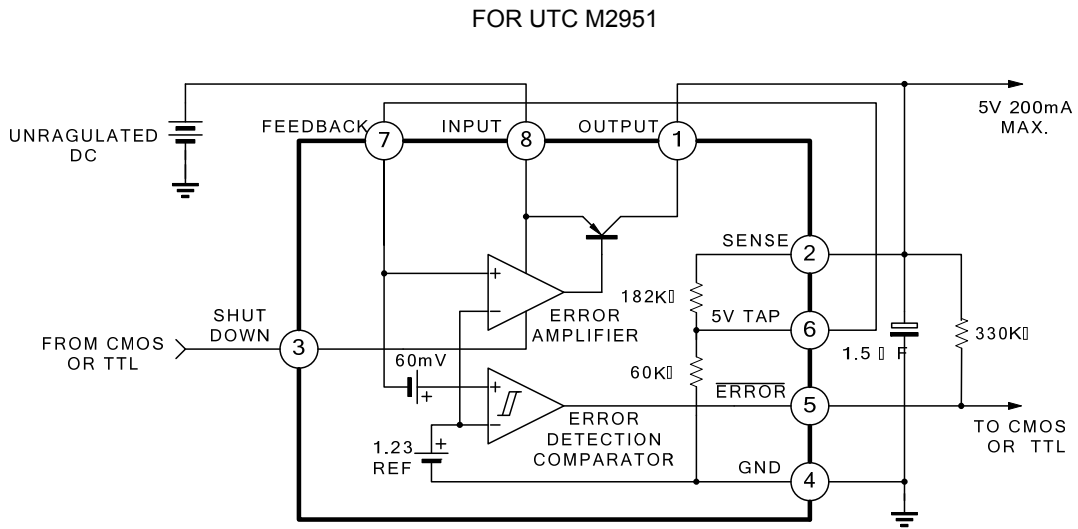 FOR UTC M2951
UNRAGULATED
DC
FEEDBACK
7
INPUT
8
OUTPUT
1
5V 200mA
MAX.
SENSE
2
182K▯
5V TAP
6
+
−
ERROR
AMPLIFIER
SHUT
DOWN
3
FROM CMOS
OR TTL
60mV
+
60K▯
1.5 ▯ F
330K▯
ERROR
5
+
−
ERROR
DETECTION
COMPARATOR
1.23
REF
+
GND
4
TO CMOS
OR TTL